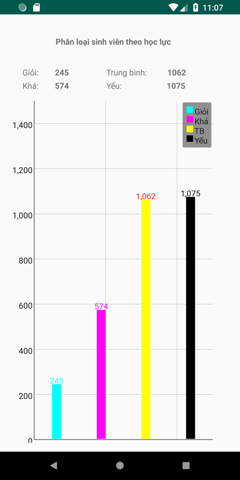 11:07
Phân loại sinh viên theo học lực
Giỏi: 245 Trung bình: 1062
Khá: 574 Yếu: 1075
Giỏi
Khá
TB
Yếu
1,400
1,200
1,000
800
600
400
200
0
245
574
1,062
1,075